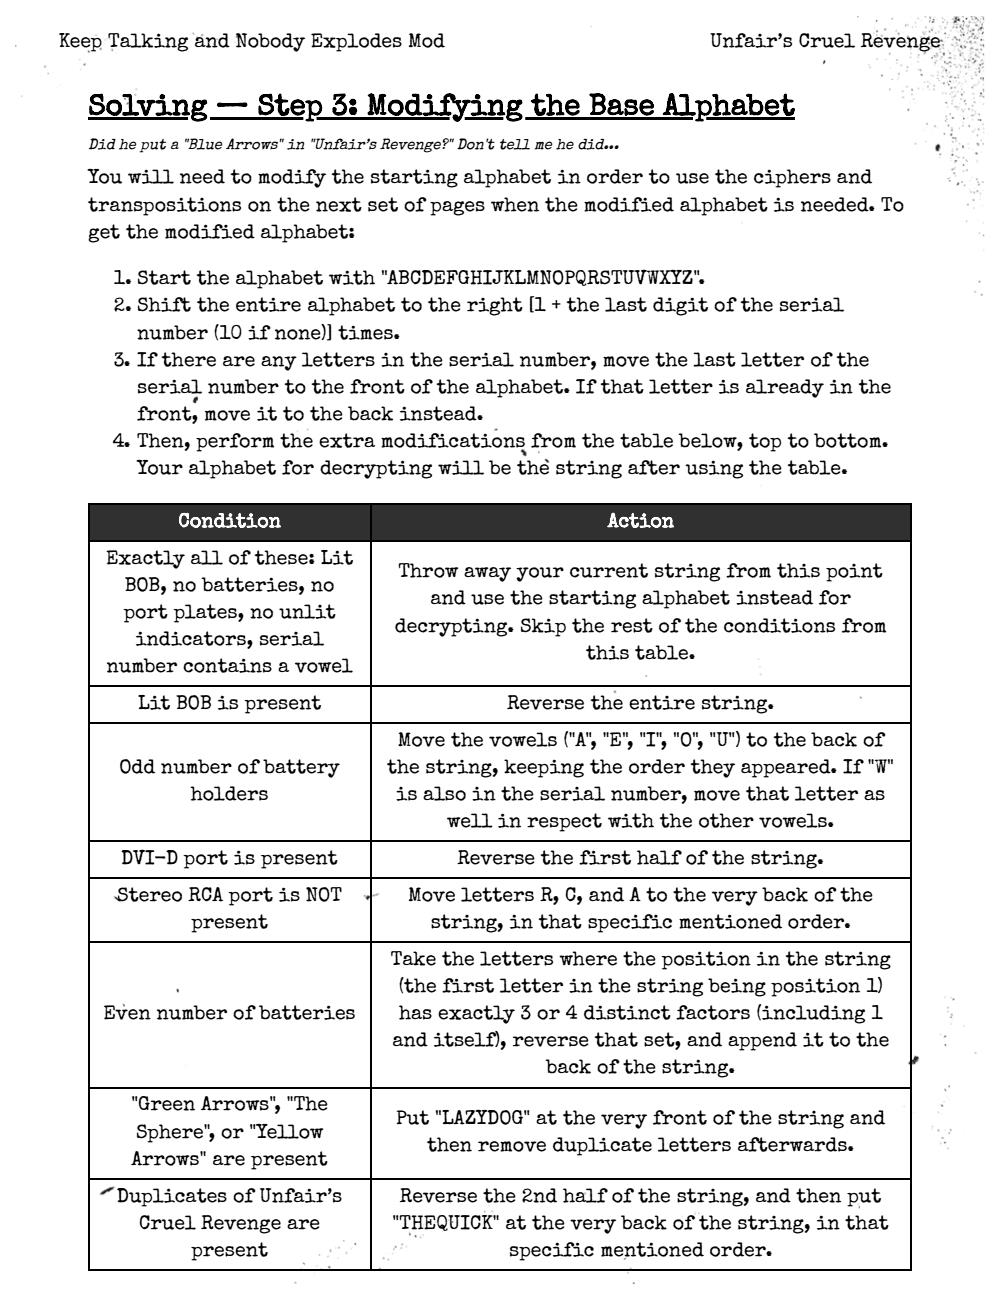 Keep Talking and Nobody Explodes Mod
Unfair's Cruel Revenge
Solving — Step 3: Modifying the Base Alphabet
Did he put a "Blue Arrows" in "Unfair's Revenge?" Don't tell me he did...
You will need to modify the starting alphabet in order to use the ciphers and
transpositions on the next set of pages when the modified alphabet is needed. To
get the modified alphabet:
1. Start the alphabet with "ABCDEFGHIJKLMNOPQRSTUVWXYZ".
2. Shift the entire alphabet to the right [1 + the last digit of the serial
number (10 if none)] times.
3. If there are any letters in the serial number, move the last letter of the
serial number to the front of the alphabet. If that letter is already in the
front, move it to the back instead.
4. Then, perform the extra modifications from the table below, top to bottom.
Your alphabet for decrypting will be the string after using the table.
Condition
Action
Exactly all of these: Lit
BOB, no batteries, no
port plates, no unlit
indicators, serial
number contains a vowel
Throw away your current string from this point
and use the starting alphabet instead for
decrypting. Skip the rest of the conditions from
this table.
Lit BOB is present
Reverse the entire string.
Odd number of battery
holders
Move the vowels ("A", "E", "I", "O", "U") to the back of
the string, keeping the order they appeared. If "W"
is also in the serial number, move that letter as
well in respect with the other vowels.
DVI-D port is present
Reverse the first half of the string.
Stereo RCA port is NOT
present
Move letters R, C, and A to the very back of the
string, in that specific mentioned order.
Even number of batteries
Take the letters where the position in the string
(the first letter in the string being position 1)
has exactly 3 or 4 distinct factors (including 1
and itself), reverse that set, and append it to the
back of the string.
"Green Arrows", "The
Sphere", or "Yellow
Arrows" are present
Put "LAZYDOG" at the very front of the string and
then remove duplicate letters afterwards.
Duplicates of Unfair's
Cruel Revenge are
present
Reverse the 2nd half of the string, and then put
"THEQUICK" at the very back of the string, in that
specific mentioned order.